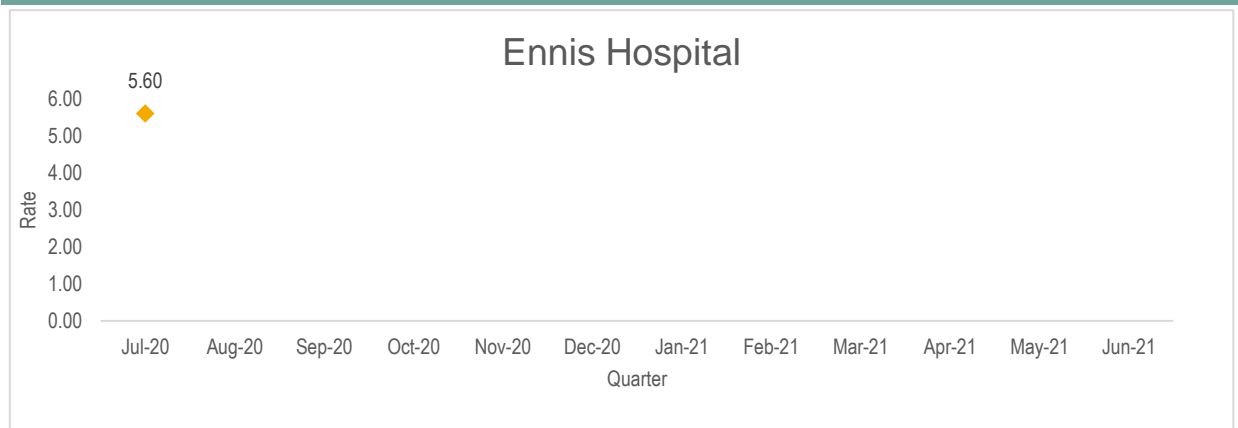 Ennis Hospital
5.60
6.00
5.00
4.00
3.00
2.00
1.00
0.00
Rate
Jul-20 Aug-20 Sep-20 Oct-20 Nov-20 Dec-20 Jan-21 Feb-21 Mar-21 Apr-21 May-21 Jun-21
Quarter